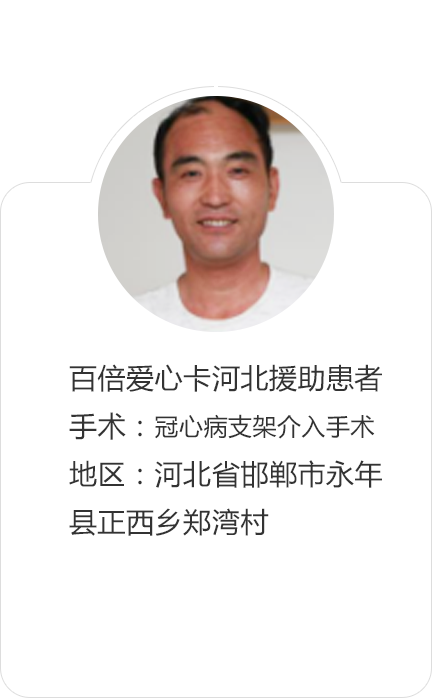 百倍爱心卡河北援助患者
手术：冠心病支架介入手术
地区：河北省邯郸市永年
县正西乡郑湾村